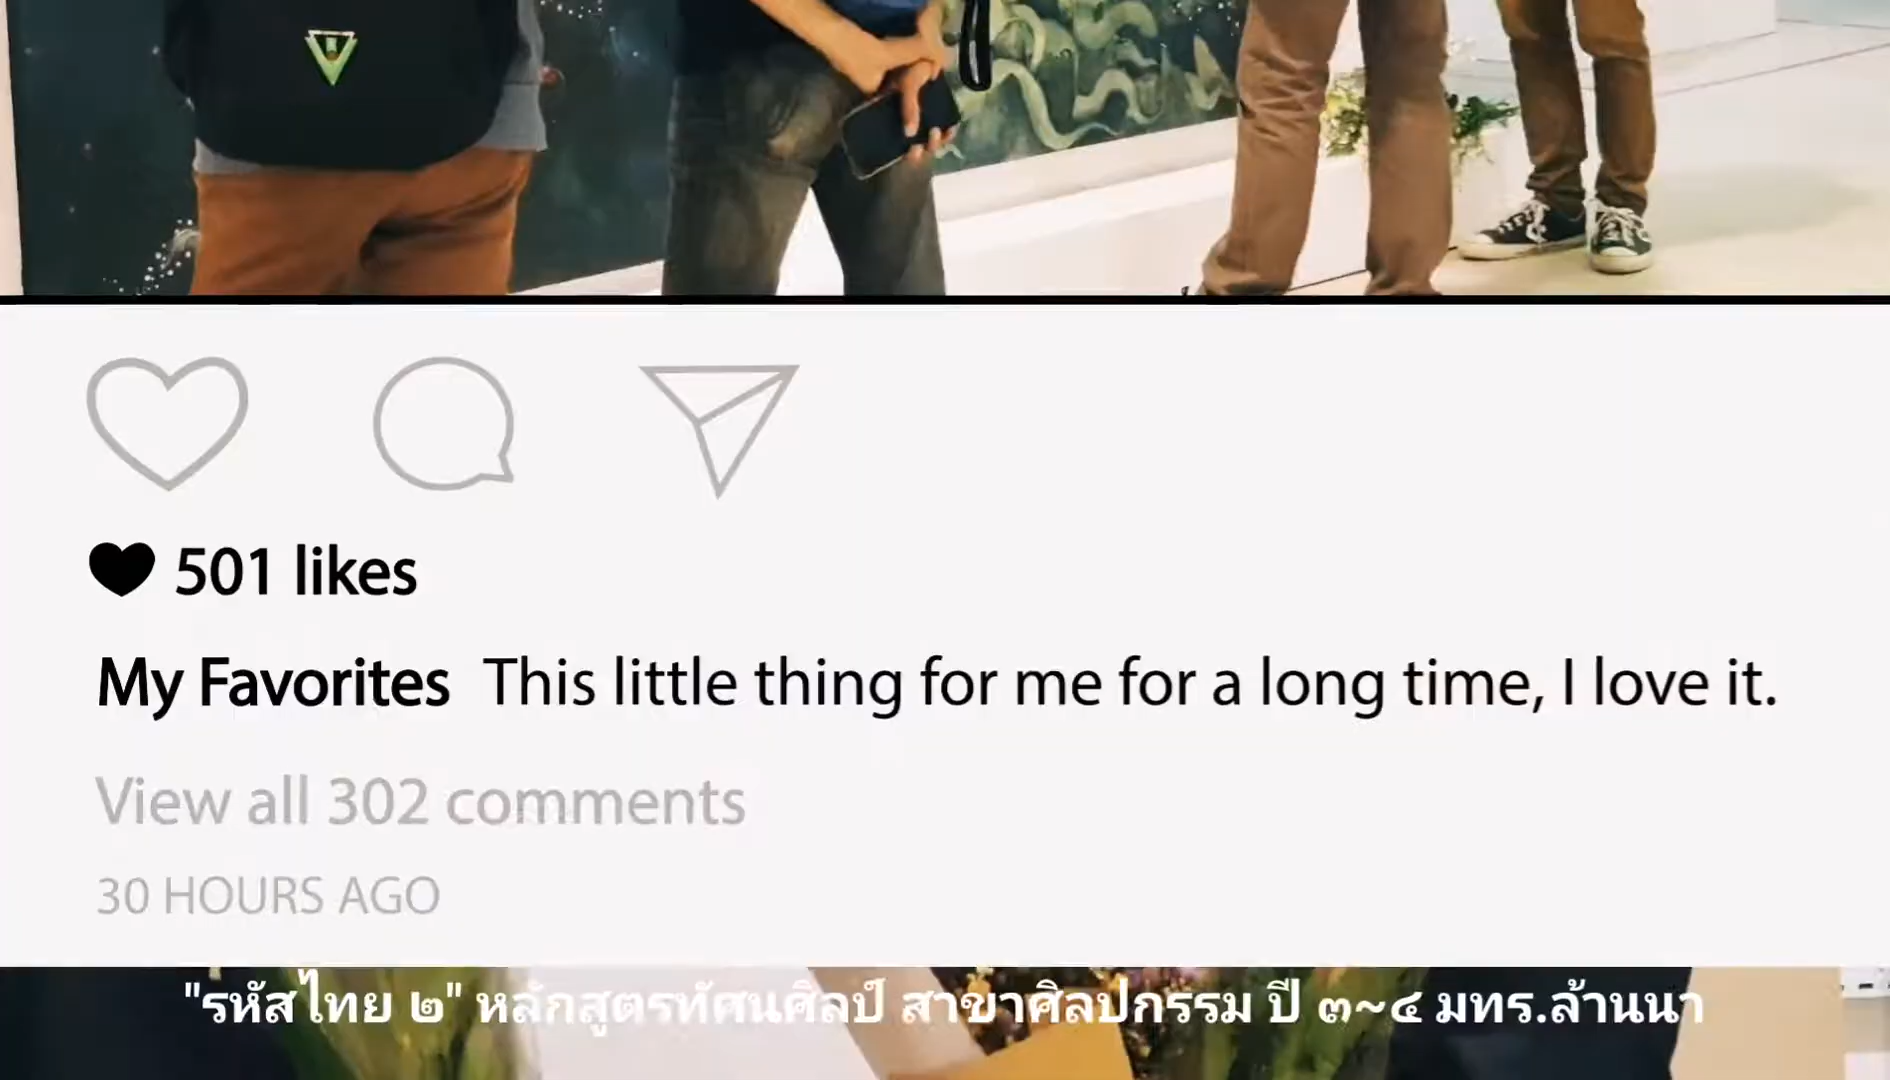 501 likes
My Favorites This little thing for me for a long time, I love it.
View all 302 comments
30 HOURS AGO
"รหัสไทย ๒" หลักสูตรทัศนศิลป์ สาขาศิลปกรรม ปี ๓~๔ มทร.ล้านนา